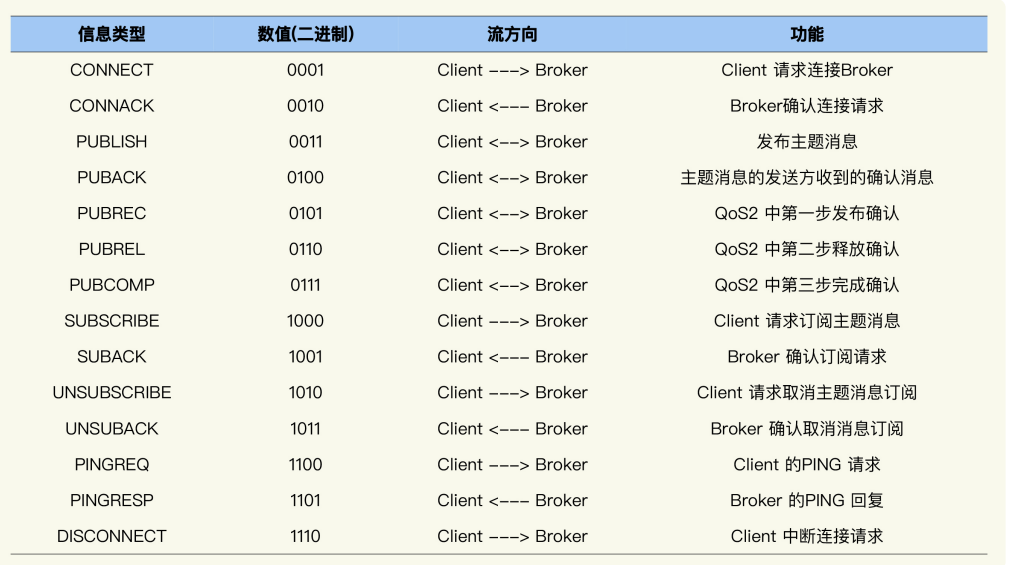 信息类型 数值(二进制) 流方向 功能
CONNECT 0001 Client ---> Broker Client 请求连接Broker
CONNACK 0010 Client <--- Broker Broker确认连接请求
PUBLISH 0011 Client <--> Broker 发布主题消息
PUBACK 0100 Client <--> Broker 主题消息的发送方收到的确认消息
PUBREC 0101 Client <--> Broker QoS2 中第一步发布确认
PUBREL 0110 Client <--> Broker QoS2 中第二步释放确认
PUBCOMP 0111 Client <--> Broker QoS2 中第三步完成确认
SUBSCRIBE 1000 Client ---> Broker Client 请求订阅主题消息
SUBACK 1001 Client <--- Broker Broker 确认订阅请求
UNSUBSCRIBE 1010 Client ---> Broker Client 请求取消主题消息订阅
UNSUBACK 1011 Client <--- Broker Broker 确认取消消息订阅
PINGREQ 1100 Client ---> Broker Client 的PING 请求
PINGRESP 1101 Client <--- Broker Broker 的PING 回复
DISCONNECT 1110 Client ---> Broker Client 中断连接请求